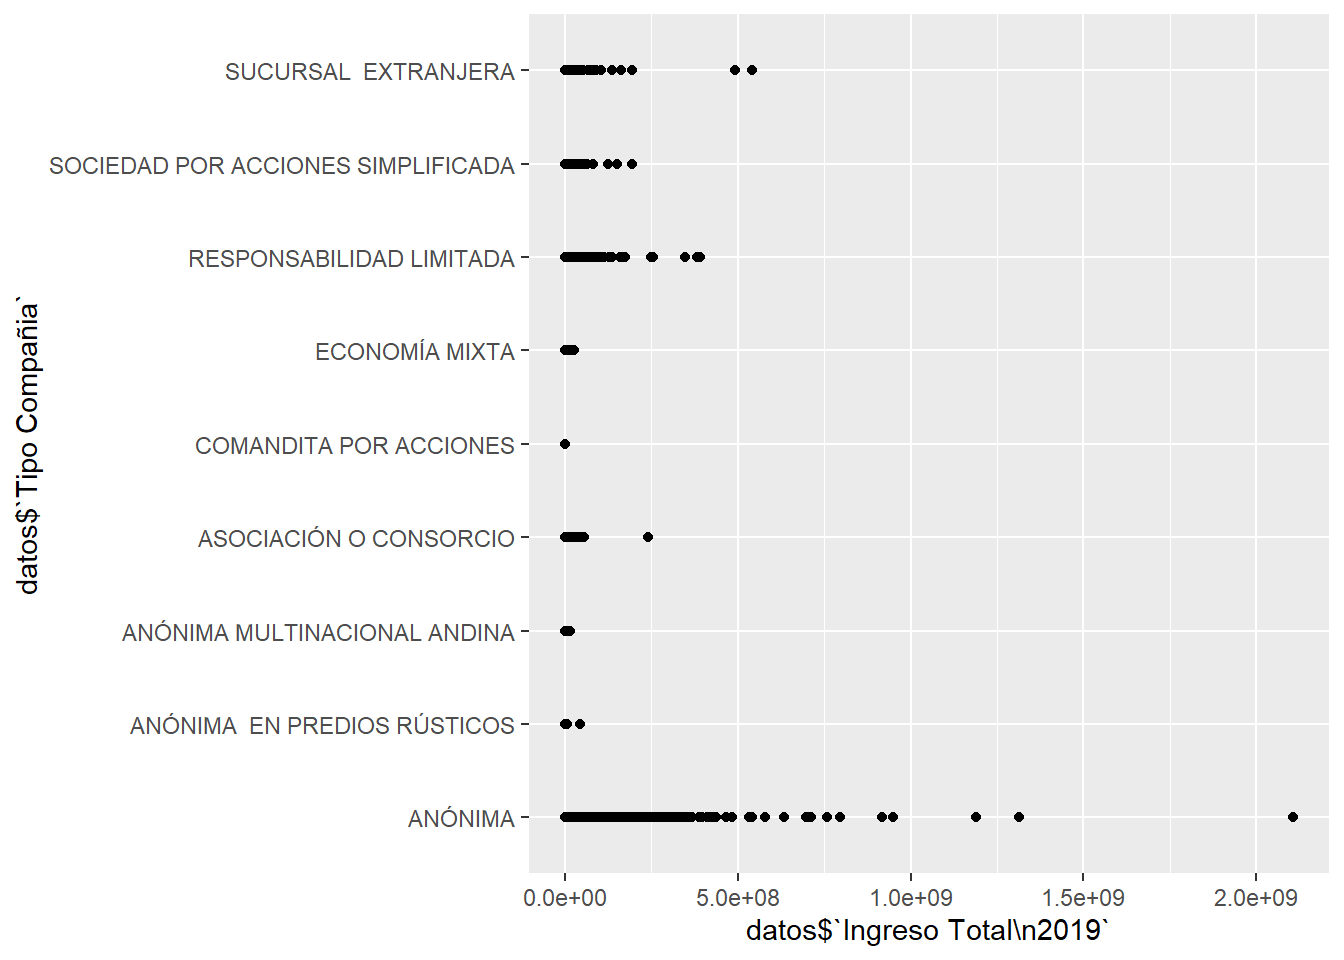 datos$`Tipo Compañia`
SUCURSAL  EXTRANJERA
SOCIEDAD POR ACCIONES SIMPLIFICADA
RESPONSABILIDAD LIMITADA
ECONOMÍA MIXTA
COMANDITA POR ACCIONES
ASOCIACIÓN O CONSORCIO
ANÓNIMA MULTINACIONAL ANDINA
ANÓNIMA  EN PREDIOS RÚSTICOS
ANÓNIMA
0.0e+00 5.0e+08 1.0e+09 1.5e+09 2.0e+09
datos$`Ingreso Total\n2019`